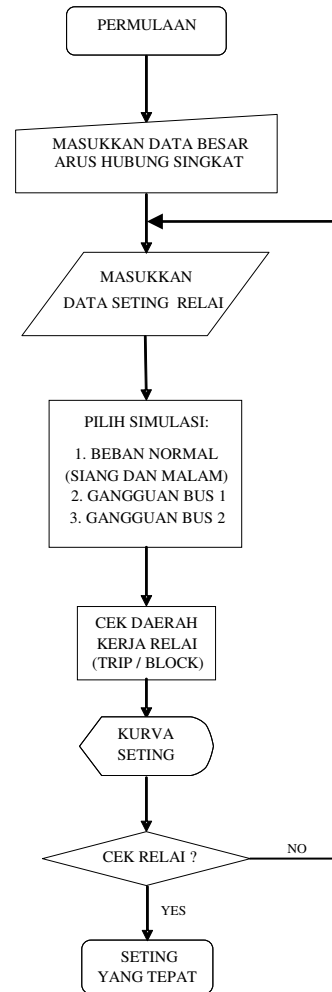 PERMULAAN
MASUKKAN DATA BESAR
ARUS HUBUNG SINGKAT
MASUKKAN
DATA SETING RELAI
PILIH SIMULASI:
1. BEBAN NORMAL
(SIANG DAN MALAM)
2. GANGGUAN BUS 1
3. GANGGUAN BUS 2
CEK DAERAH
KERJA RELAI
(TRIP / BLOCK)
KURVA
SETING
CEK RELAI ?
NO
YES
SETING
YANG TEPAT